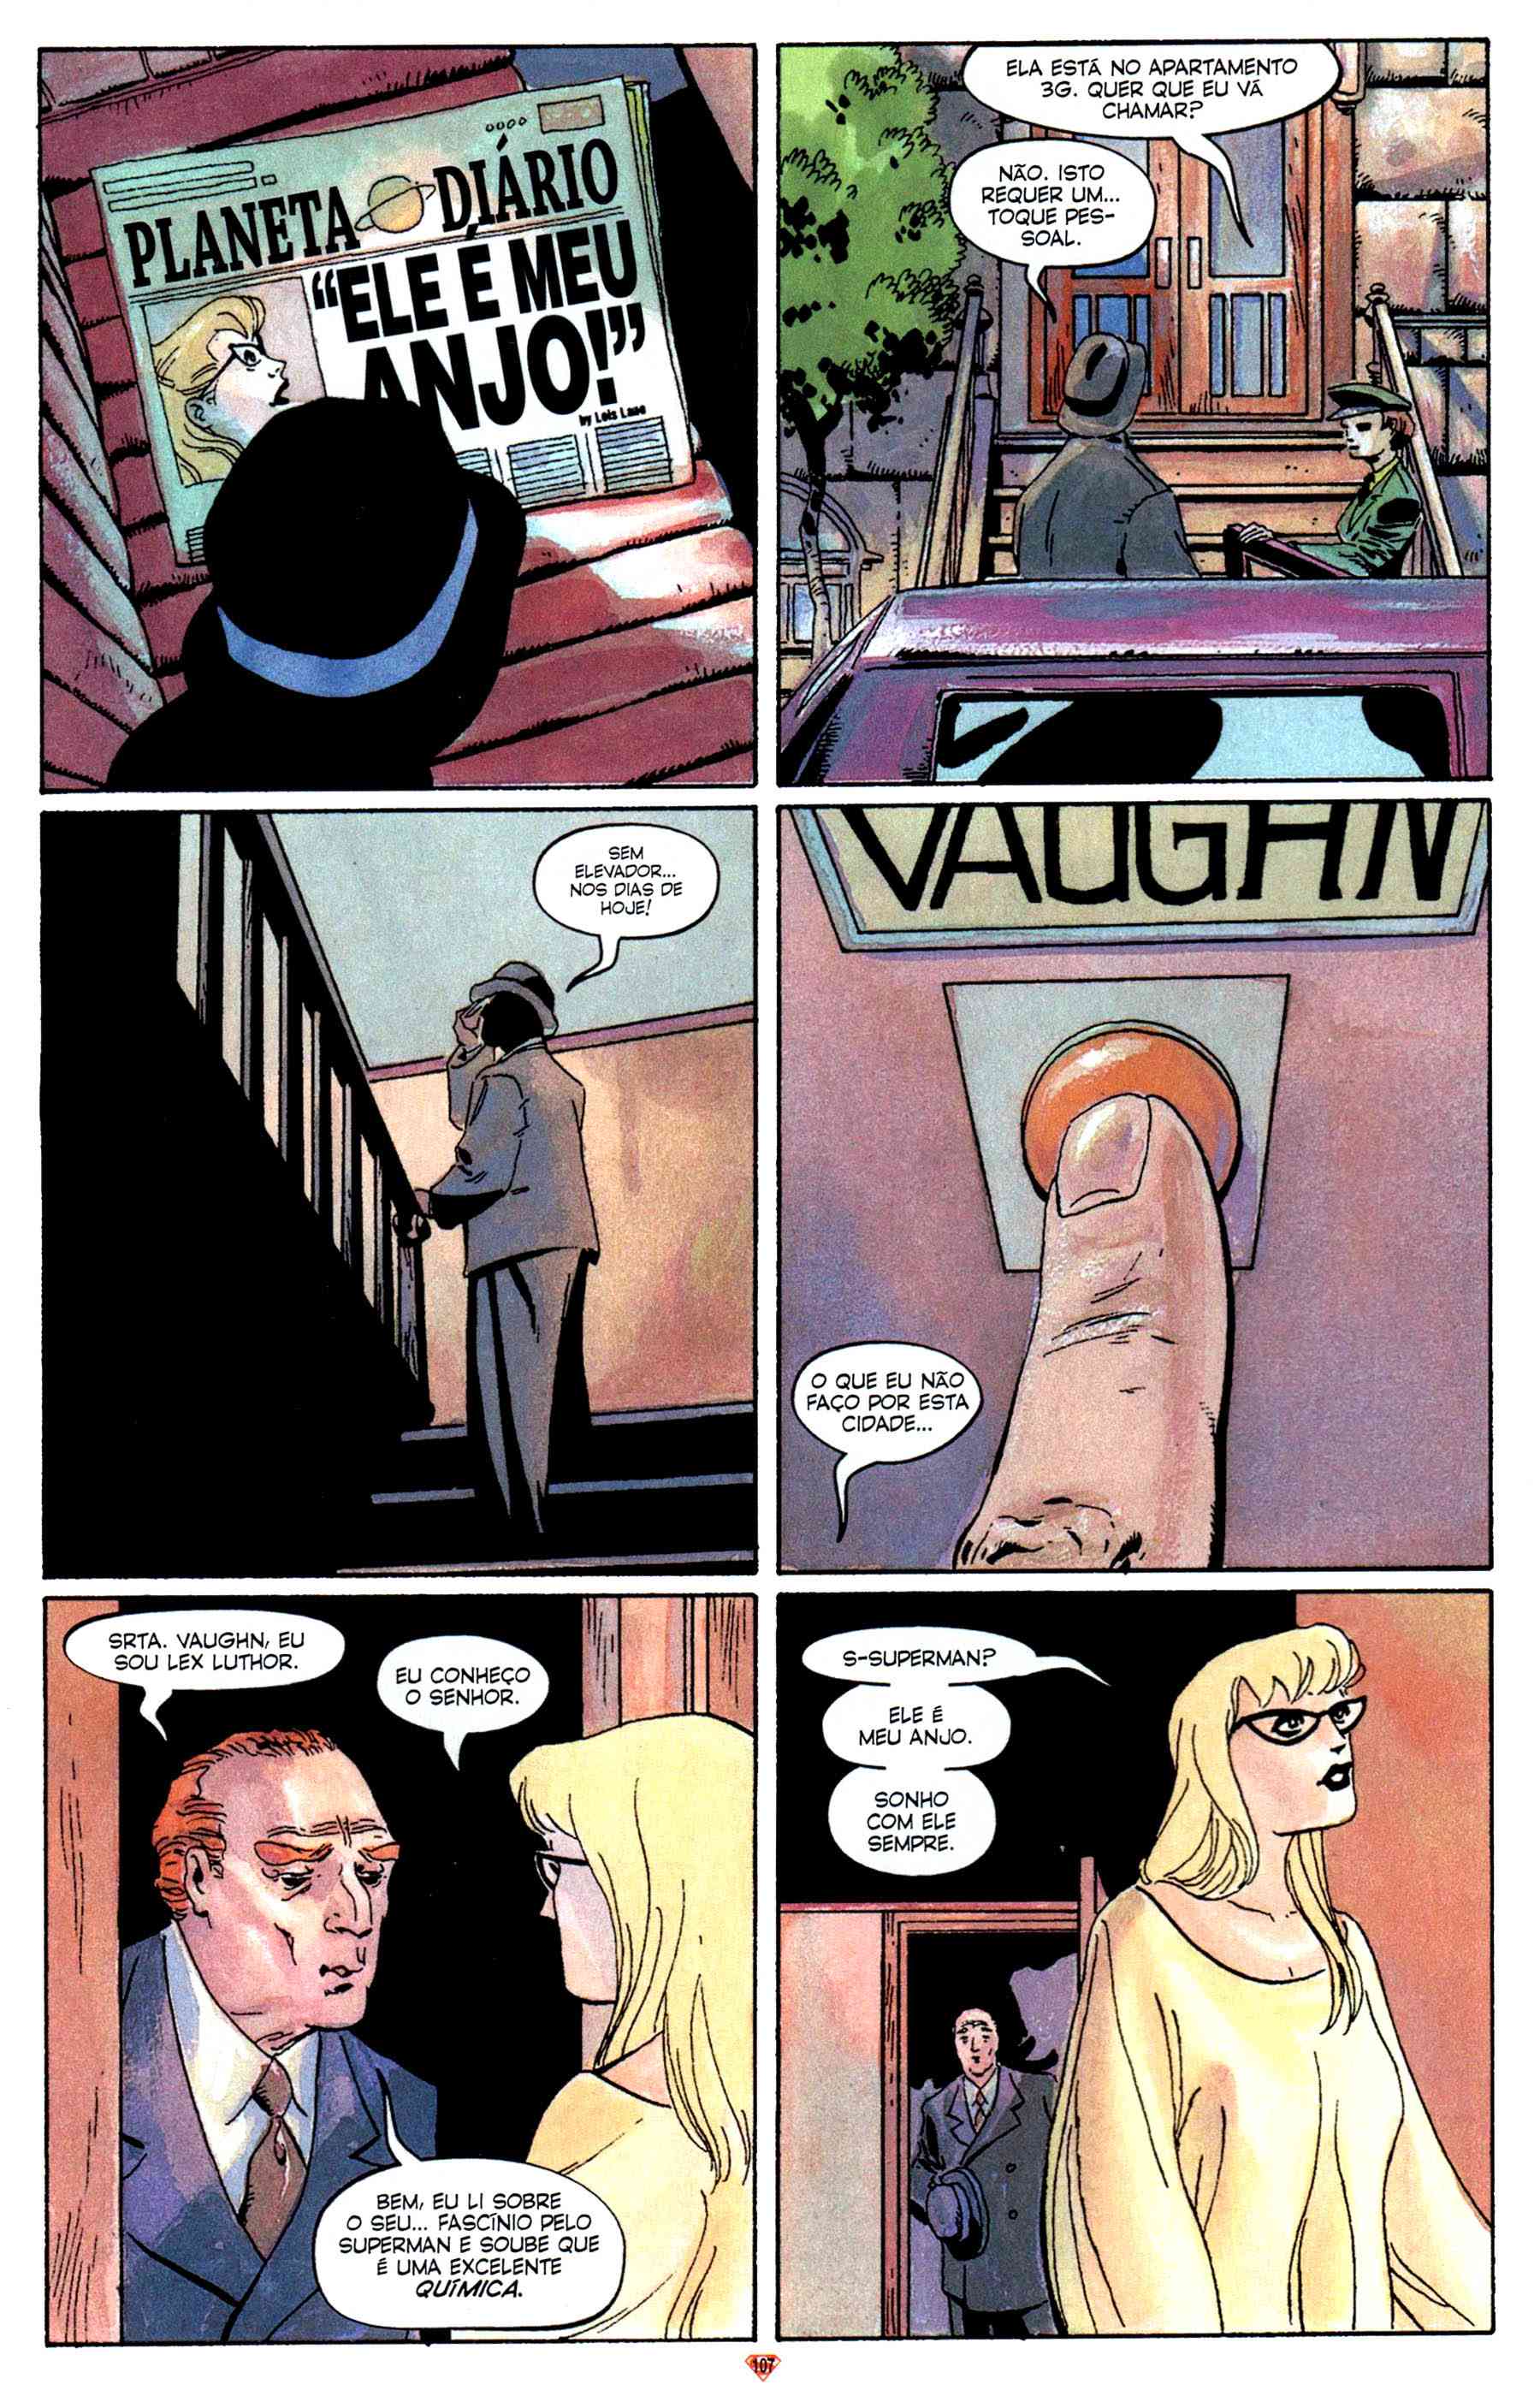 PLANETA DIÁRIO
"ELE É MEU
ANJO!"
by Lois Lane
ELA ESTÁ NO APARTAMENTO
3G. QUER QUE EU VÁ
CHAMAR?
NÃO. ISTO
REQUER UM...
TOQUE PES-
SOAL.
SEM
ELEVADOR...
NOS DIAS DE
HOJE!
VAUGHN
O QUE EU NÃO
FAÇO POR ESTA
CIDADE...
SRTA. VAUGHN, EU
SOU LEX LUTHOR.
EU CONHEÇO
O SENHOR.
BEM, EU LI SOBRE
O SEU... FASCÍNIO PELO
SUPERMAN E SOUBE QUE
É UMA EXCELENTE
QUÍMICA.
S-SUPERMAN?
ELE É
MEU ANJO.
SONHO
COM ELE
SEMPRE.
107